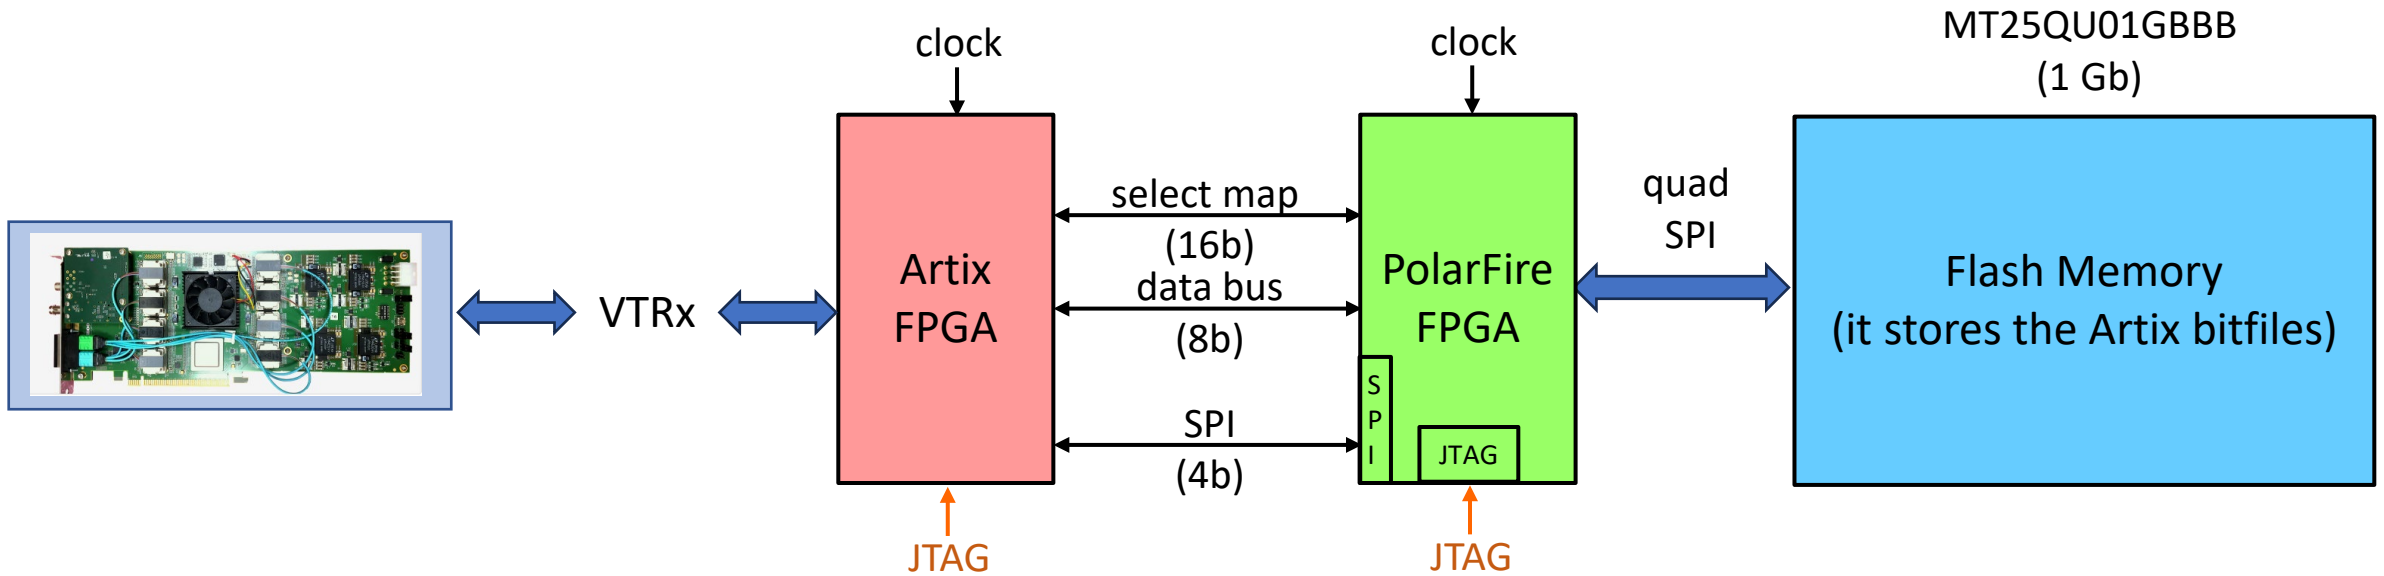 MT25QU01GBBB
(1 Gb)
clock
clock
select map
(16b)
data bus
(8b)
SPI
(4b)
VTRx
Artix
FPGA
PolarFire
FPGA
S
P
I
JTAG
quad
SPI
Flash Memory
(it stores the Artix bitfiles)
JTAG
JTAG